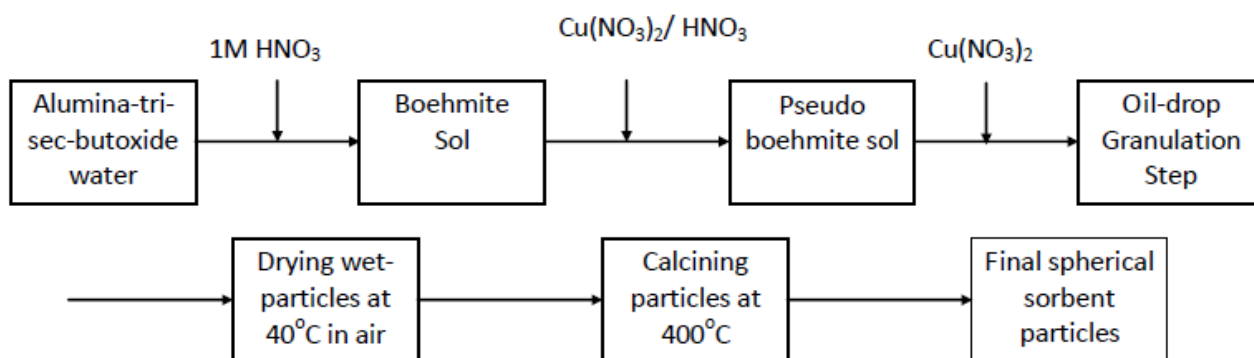 1M HNO₃
Cu(NO₃)₂/ HNO₃
Cu(NO₃)₂
Alumina-tri-
sec-butoxide
water
Boehmite
Sol
Pseudo
boehmite sol
Oil-drop
Granulation
Step
Drying wet-
particles at
40°C in air
Calcining
particles at
400°C
Final spherical
sorbent
particles